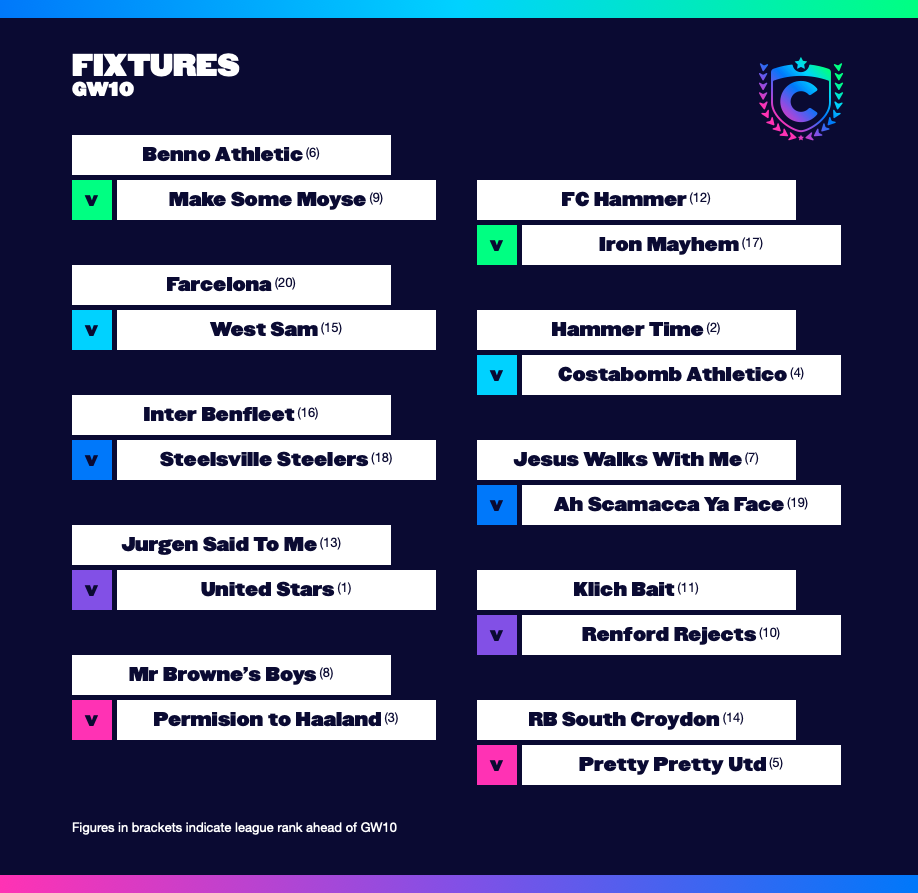 FIXTURES
GW10
Benno Athletic (6)
v Make Some Moyse (9)
Farcelona (20)
v West Sam (15)
Inter Benfleet (16)
v Steelsville Steelers (18)
Jurgen Said To Me (13)
v United Stars (1)
Mr Browne’s Boys (8)
v Permision to Haaland (3)
C
FC Hammer (12)
v Iron Mayhem (17)
Hammer Time (2)
v Costabomb Athletico (4)
Jesus Walks With Me (7)
v Ah Scamacca Ya Face (19)
Klich Bait (11)
v Renford Rejects (10)
RB South Croydon (14)
v Pretty Pretty Utd (5)
Figures in brackets indicate league rank ahead of GW10